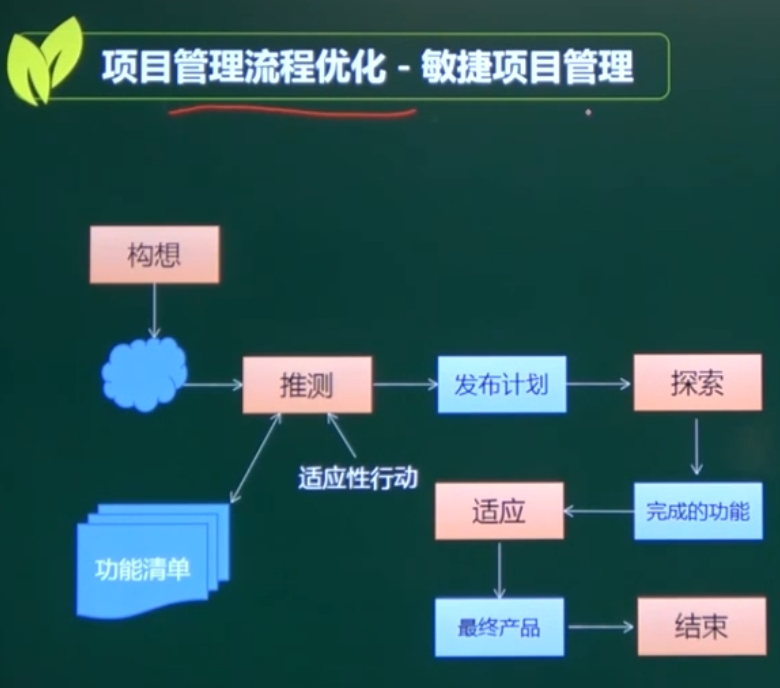 项目管理流程优化 - 敏捷项目管理
构想
推测
发布计划
探索
适应性行动
适应
完成的功能
功能清单
最终产品
结束